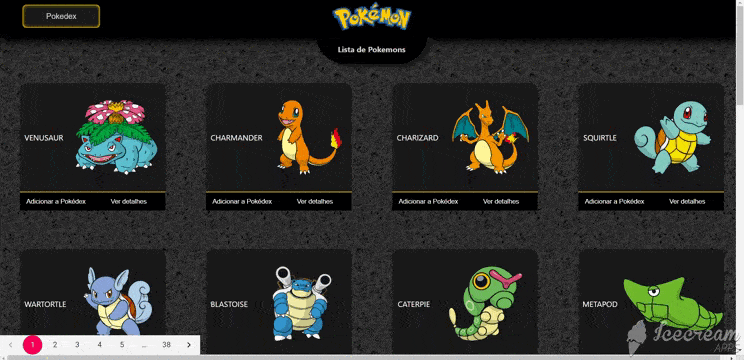 Pokedex
POKéMON
Lista de Pokemons
VENUSAUR
CHARMANDER
CHARIZARD
SQUIRTLE
Adicionar a Pokédex Ver detalhes
Adicionar a Pokédex Ver detalhes
Adicionar a Pokédex Ver detalhes
Adicionar a Pokédex Ver detalhes
WARTORTLE
BLASTOISE
CATERPIE
METAPOD
‹ 1 2 3 4 5 ... 38 ›
Icecream
APPS